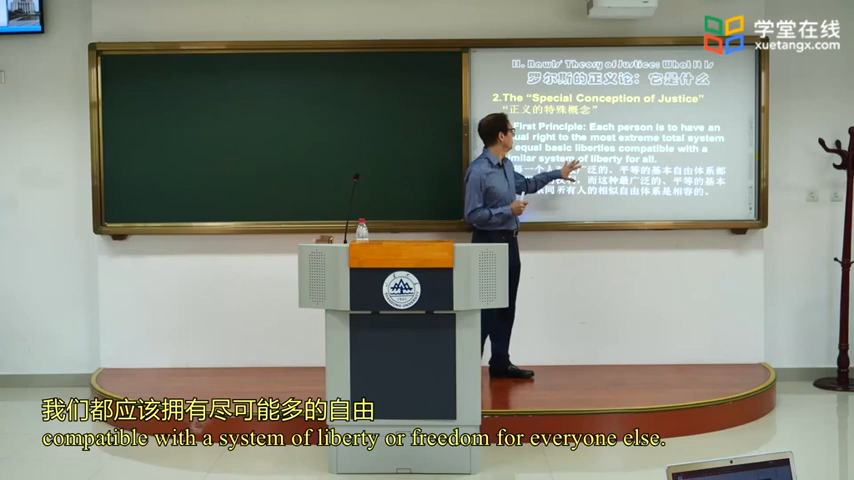 学堂在线
xuetangx.com
II. Rawls' Theory of Justice: What It Is
罗尔斯的正义论：它是什么
2.The "Special Conception of Justice"
"正义的特殊概念"
First Principle: Each person is to have an
ual right to the most extreme total system
equal basic liberties compatible with a
imilar system of liberty for all.
广泛的、平等的基本自由体系都
而这种最广泛的、平等的基本
同所有人的相似自由体系是相容的。
我们都应该拥有尽可能多的自由
compatible with a system of liberty or freedom for everyone else.